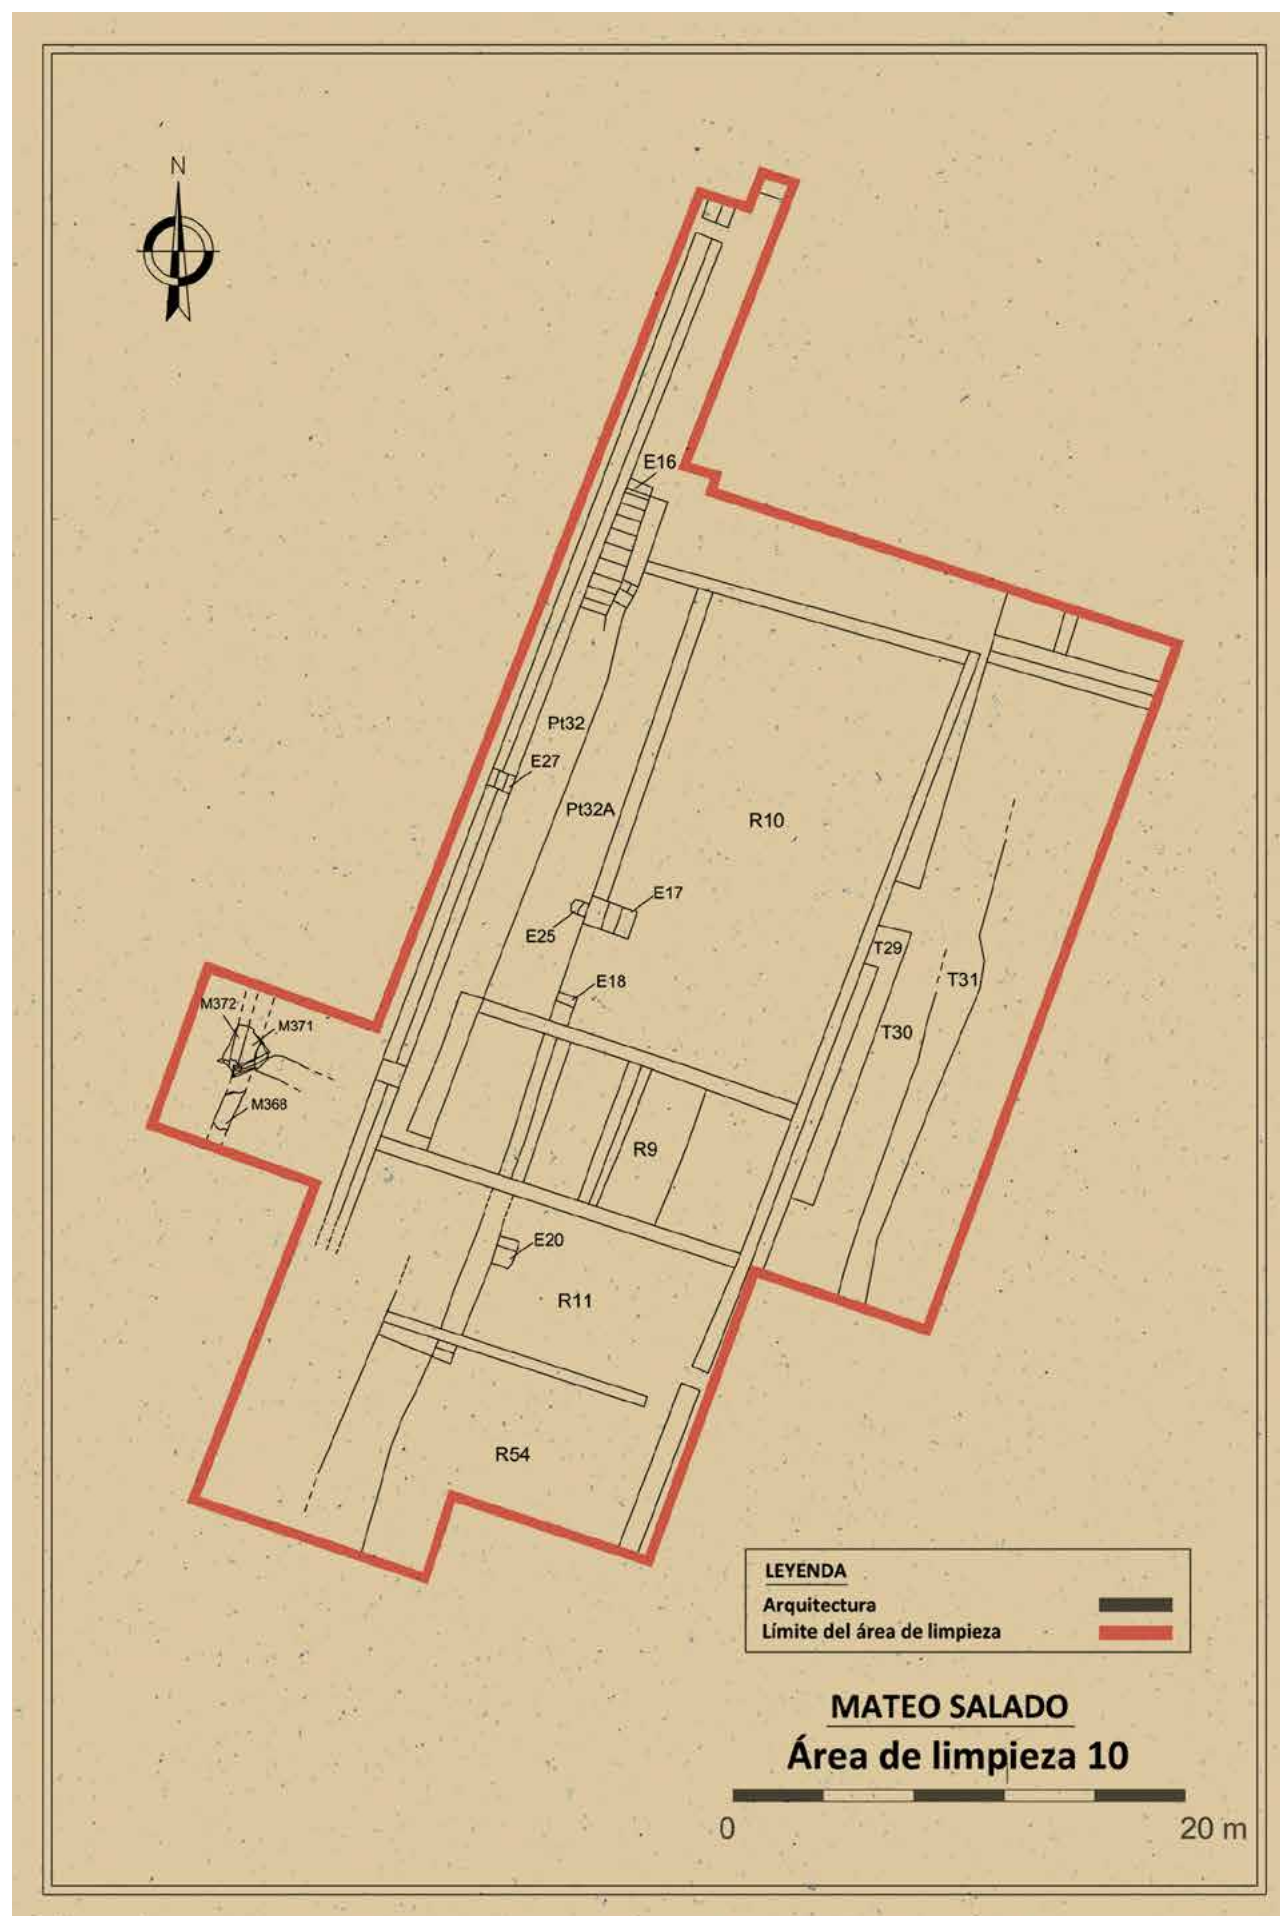 N
E16
Pt32
E27
Pt32A
R10
E17
E25
T29
E18
T31
M372
M371
T30
M368
R9
E20
R11
R54
LEYENDA
Arquitectura
Límite del área de limpieza
MATEO SALADO
Área de limpieza 10
0 20 m